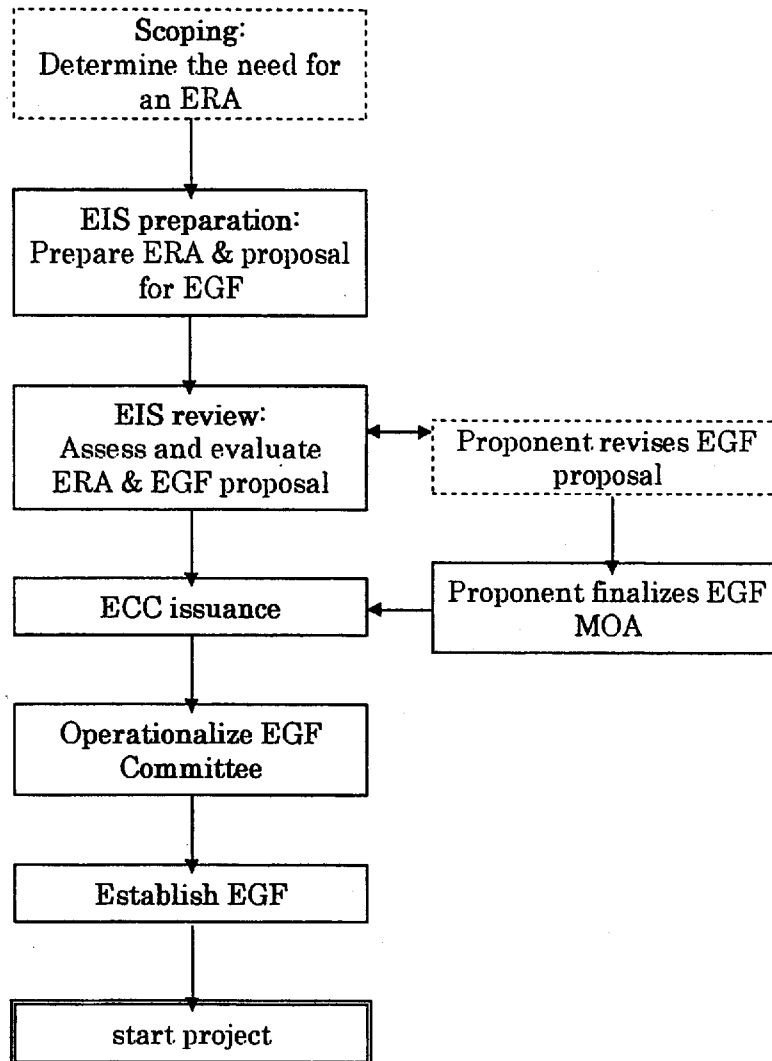 Scoping:
Determine the need for
an ERA
EIS preparation:
Prepare ERA & proposal
for EGF
EIS review:
Assess and evaluate
ERA & EGF proposal
Proponent revises EGF
proposal
ECC issuance
Proponent finalizes EGF
MOA
Operationalize EGF
Committee
Establish EGF
start project